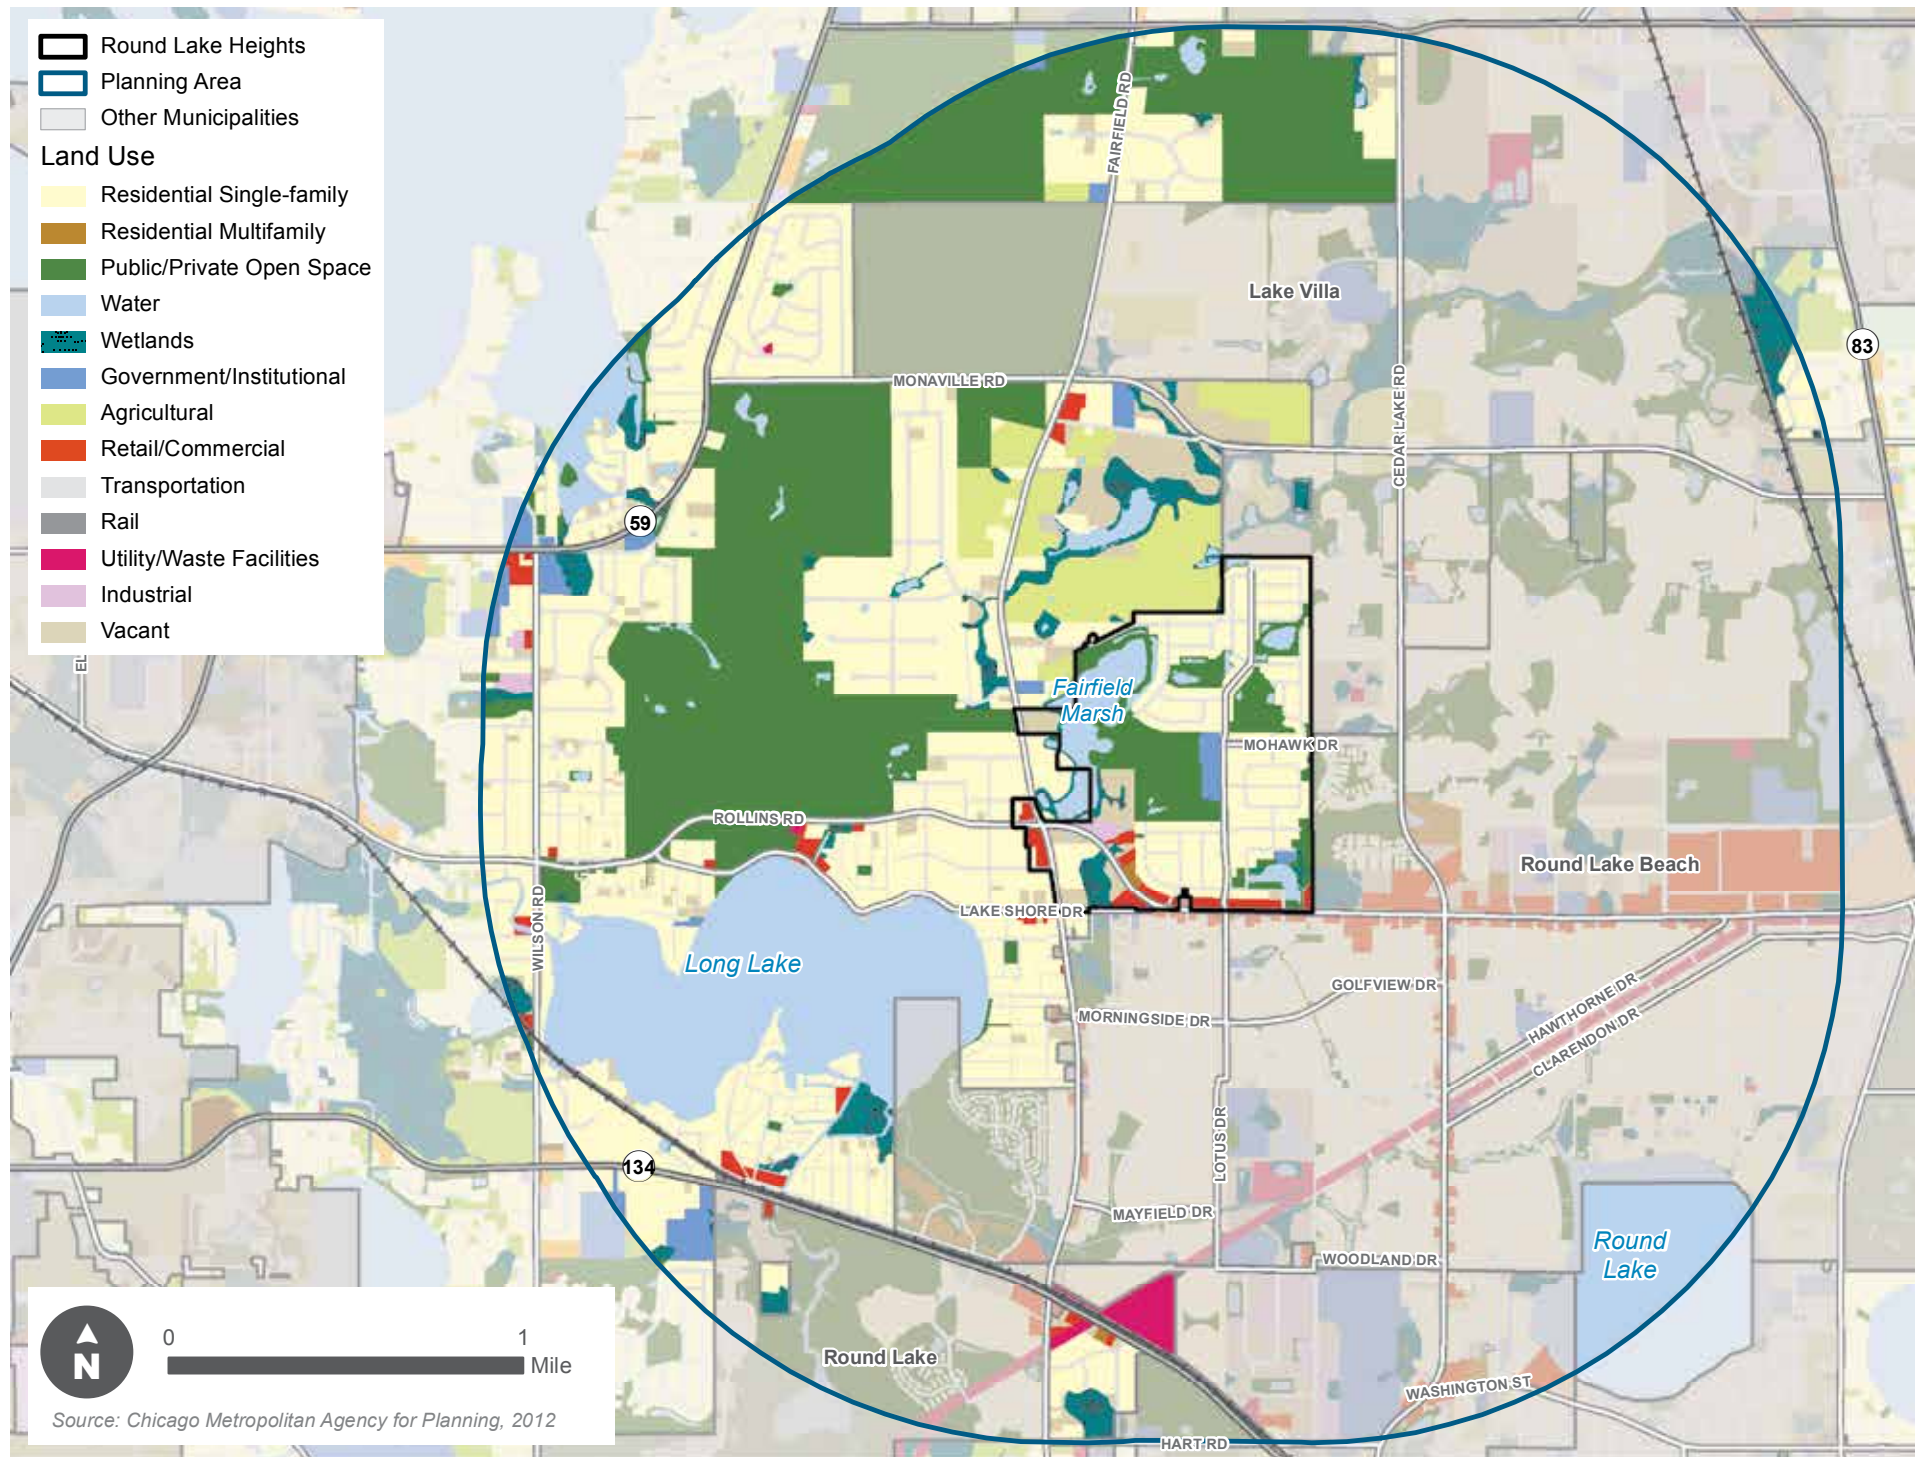 Round Lake Heights
Planning Area
Other Municipalities
Land Use
Residential Single-family
Residential Multifamily
Public/Private Open Space
Water
Wetlands
Government/Institutional
Agricultural
Retail/Commercial
Transportation
Rail
Utility/Waste Facilities
Industrial
Vacant
FAIRFIELD RD
Lake Villa
83
MONAVILLE RD
CEDAR LAKE RD
59
EL
Fairfield
Marsh
MOHAWK DR
ROLLINS RD
Round Lake Beach
WILSON RD
LAKE SHORE DR
Long Lake
GOLFVIEW DR
HAWTHORNE DR
MORNINGSIDE DR
CLARENDON DR
LOTUS DR
134
MAYFIELD DR
Round
Lake
WOODLAND DR
N
0 1
Mile
Round Lake
WASHINGTON ST
Source: Chicago Metropolitan Agency for Planning, 2012
HART RD